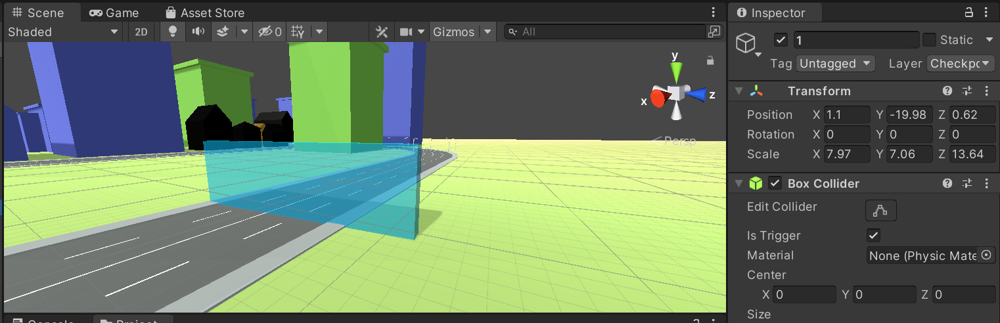 Scene Game Asset Store
Shaded 2D 0 Gizmos All
y
x
z
Persp
Inspector
1 Static
Tag Untagged Layer Checkpc
Transform
Position X 1.1 Y -19.98 Z 0.62
Rotation X 0 Y 0 Z 0
Scale X 7.97 Y 7.06 Z 13.64
Box Collider
Edit Collider
Is Trigger
Material None (Physic Mate
Center
X 0 Y 0 Z 0
Size
Console Project